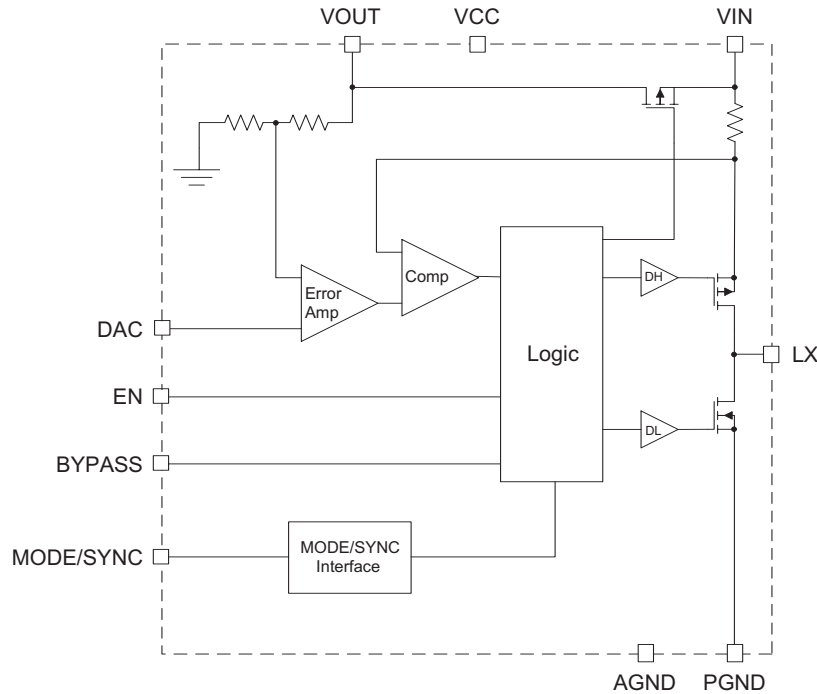 VOUT
VCC
VIN
Error
Amp
Comp
DH
DAC
Logic
LX
EN
DL
BYPASS
MODE/SYNC
MODE/SYNC
Interface
AGND
PGND